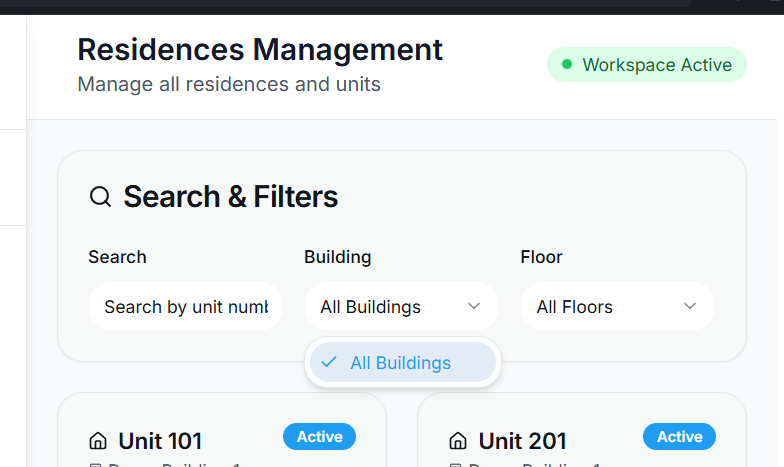 Residences Management
Manage all residences and units
Workspace Active
Search & Filters
Search
Building
Floor
Search by unit numb
All Buildings
All Floors
All Buildings
Unit 101
Active
Unit 201
Active